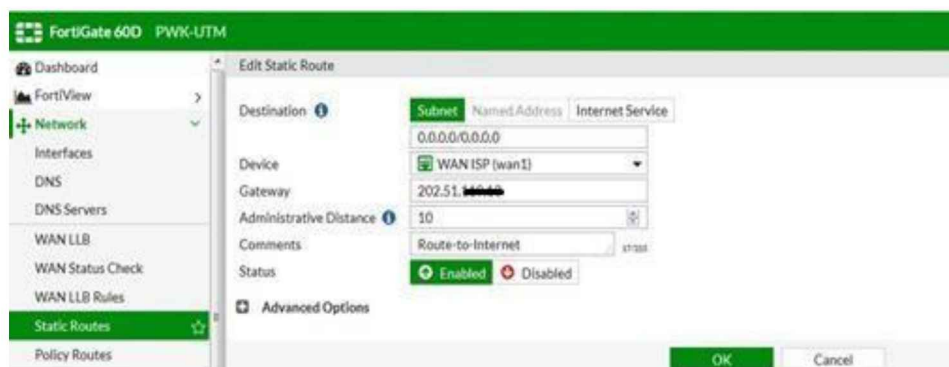 FortiGate 60D PWK-UTM
Dashboard
FortiView
Network
Interfaces
DNS
DNS Servers
WAN LLB
WAN Status Check
WAN LLB Rules
Static Routes
Policy Routes
Edit Static Route
Destination Subnet Named Address Internet Service
0.0.0.0/0.0.0.0
Device WAN ISP (wan1)
Gateway 202.51.
Administrative Distance 10
Comments Route-to-Internet
Status Enabled Disabled
Advanced Options
OK Cancel